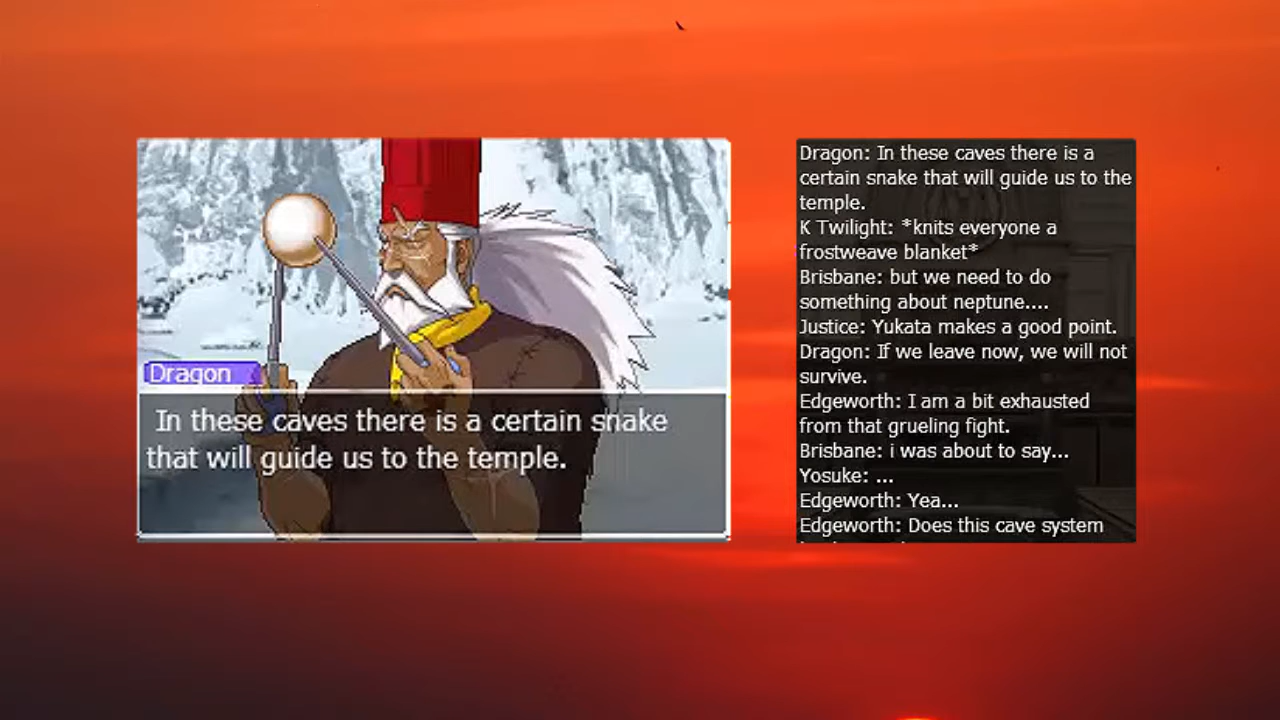 Dragon
In these caves there is a certain snake
that will guide us to the temple.
Dragon: In these caves there is a
certain snake that will guide us to the
temple.
K Twilight: *knits everyone a
frostweave blanket*
Brisbane: but we need to do
something about neptune....
Justice: Yukata makes a good point.
Dragon: If we leave now, we will not
survive.
Edgeworth: I am a bit exhausted
from that grueling fight.
Brisbane: i was about to say...
Yosuke: ...
Edgeworth: Yea...
Edgeworth: Does this cave system